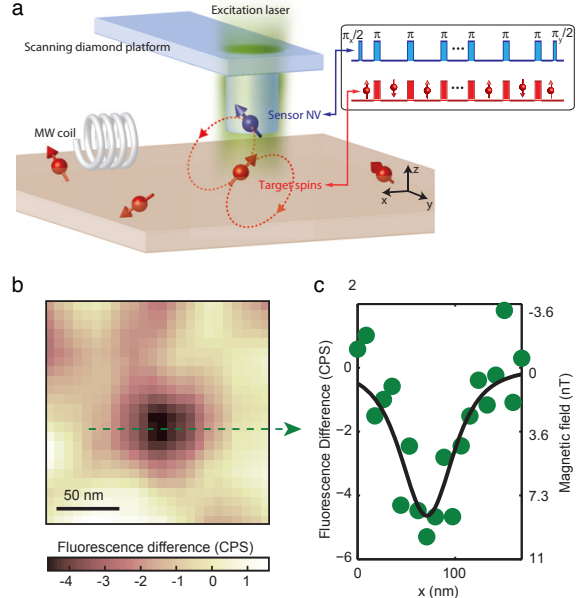 a
Excitation laser
Scanning diamond platform
πx/2 π π π π π π πy/2
...
Sensor NV
...
MW coil
Target spins
z
x
y
b
50 nm
Fluorescence difference (CPS)
-4 -3 -2 -1 0 1
c
2
0
−2
−4
−6
Fluorescence Difference (CPS)
-3.6
0
3.6
7.3
11
Magnetic field (nT)
0 100
x (nm)